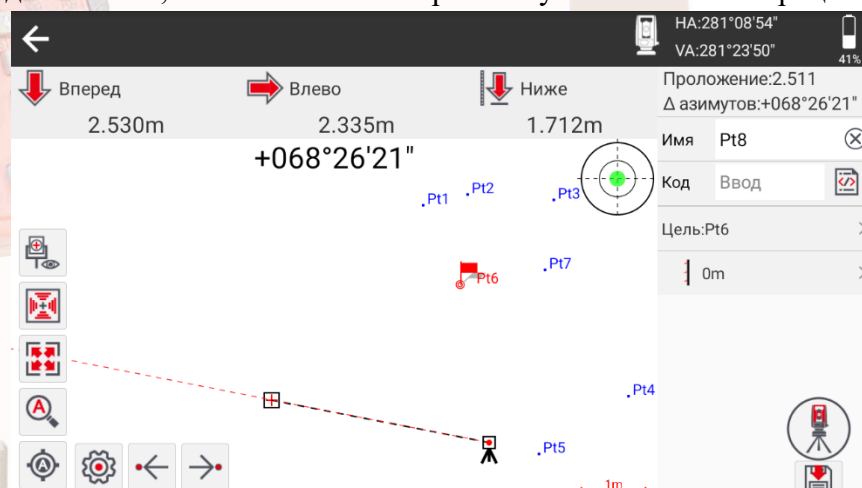 HA:281°08'54"
VA:281°23'50"
41%
Вперед
2.530m
Влево
2.335m
Ниже
1.712m
Проложение:2.511
Δ азимутов:+068°26'21"
+068°26'21"
Имя Pt8
Код Ввод
Цель:Pt6
0m
Pt1
Pt2
Pt3
Pt6
Pt7
Pt4
Pt5
1m
A
A